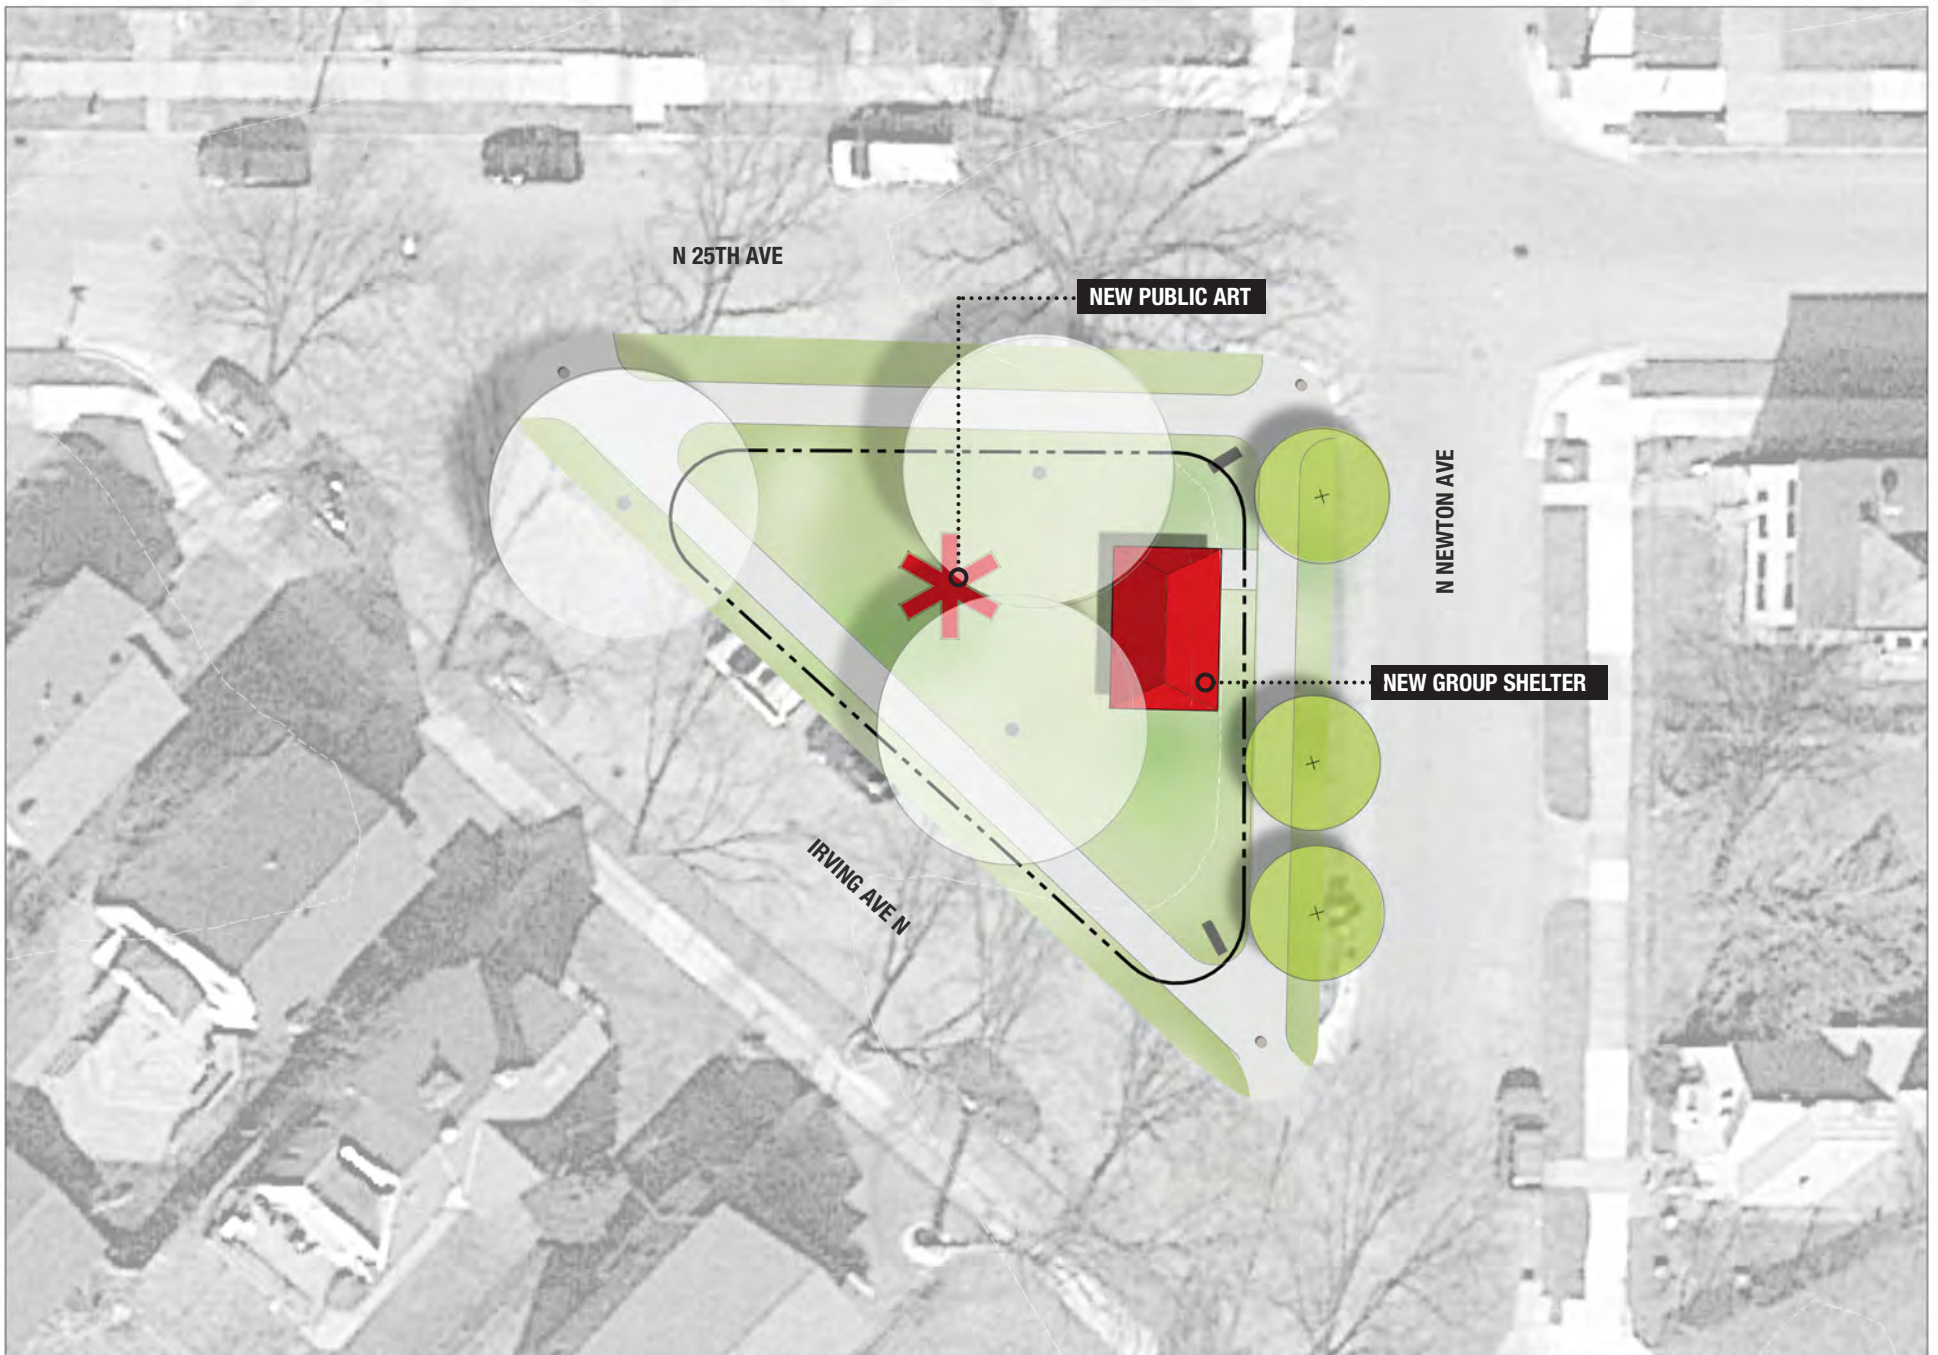 N 25TH AVE
NEW PUBLIC ART
N NEWTON AVE
NEW GROUP SHELTER
IRVING AVE N